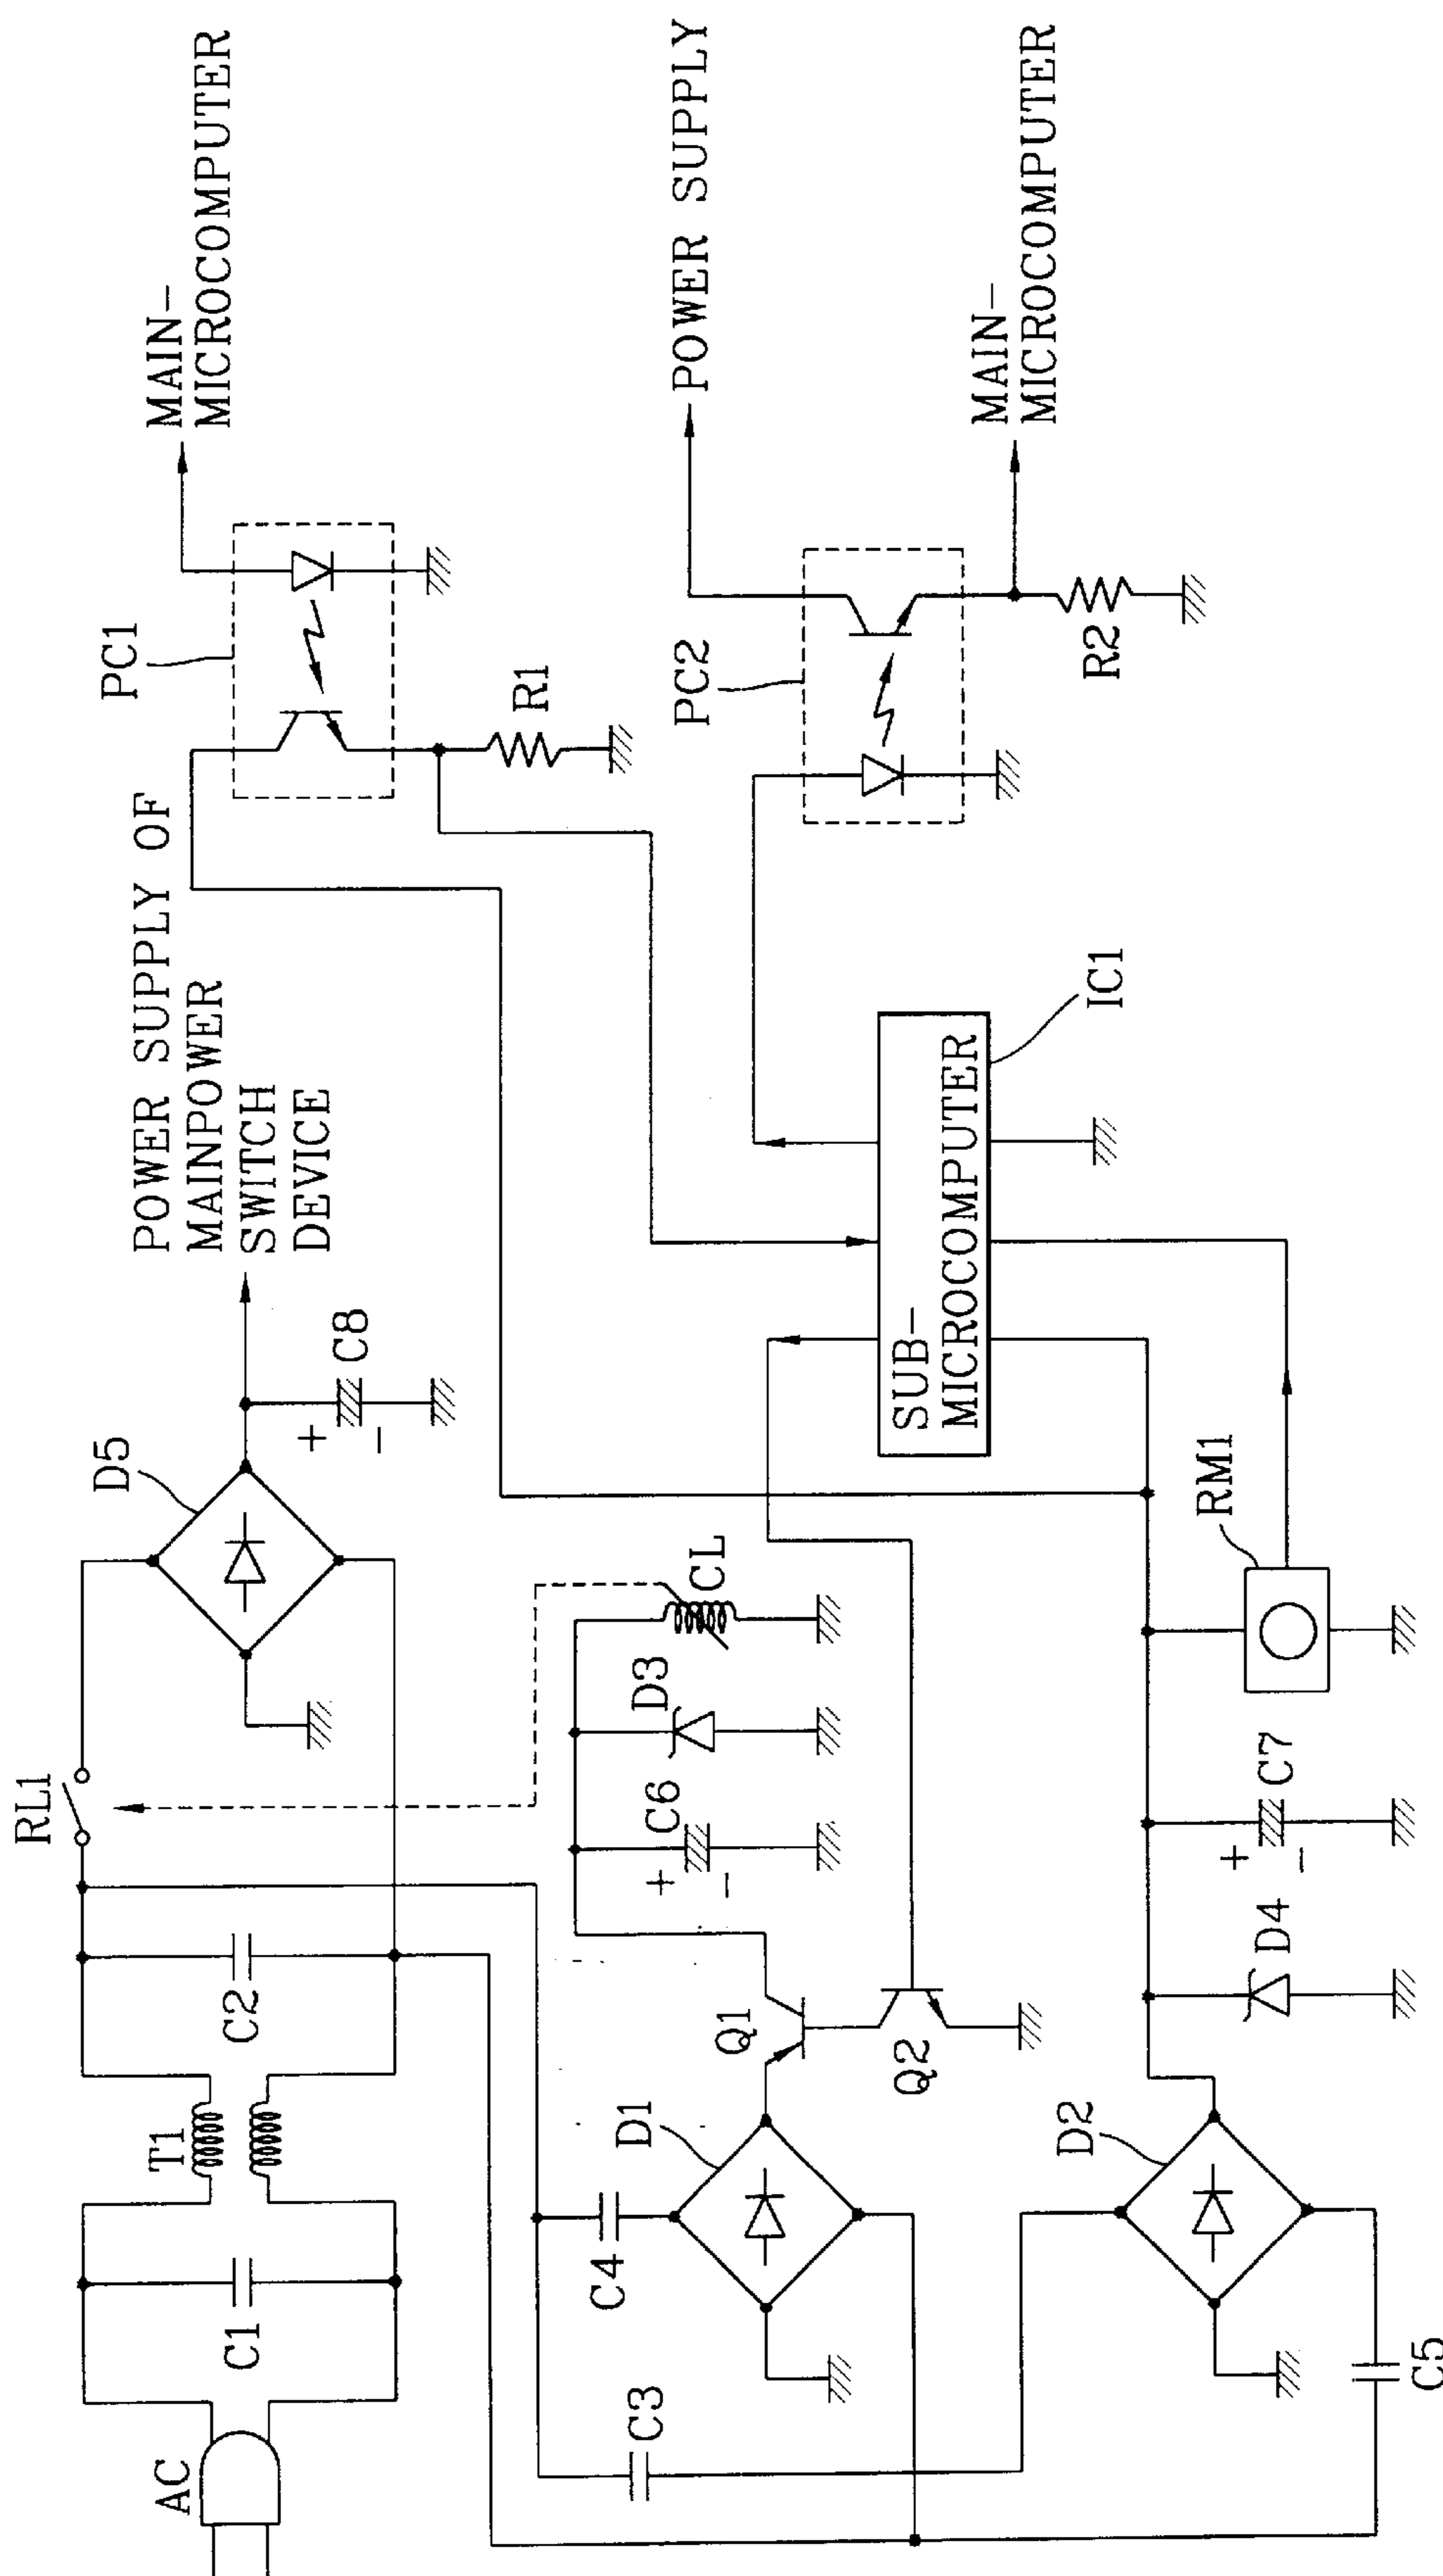 AC
C1
T1
C2
RL1
D5
C8
+
−
POWER SUPPLY OF
MAINPOWER
SWITCH
DEVICE
PC1
MAIN-
MICROCOMPUTER
R1
C3
C4
D1
Q1
Q2
C6
+
−
D3
CL
SUB-
MICROCOMPUTER
IC1
PC2
POWER SUPPLY
MAIN-
MICROCOMPUTER
R2
C5
D2
D4
C7
+
−
RM1